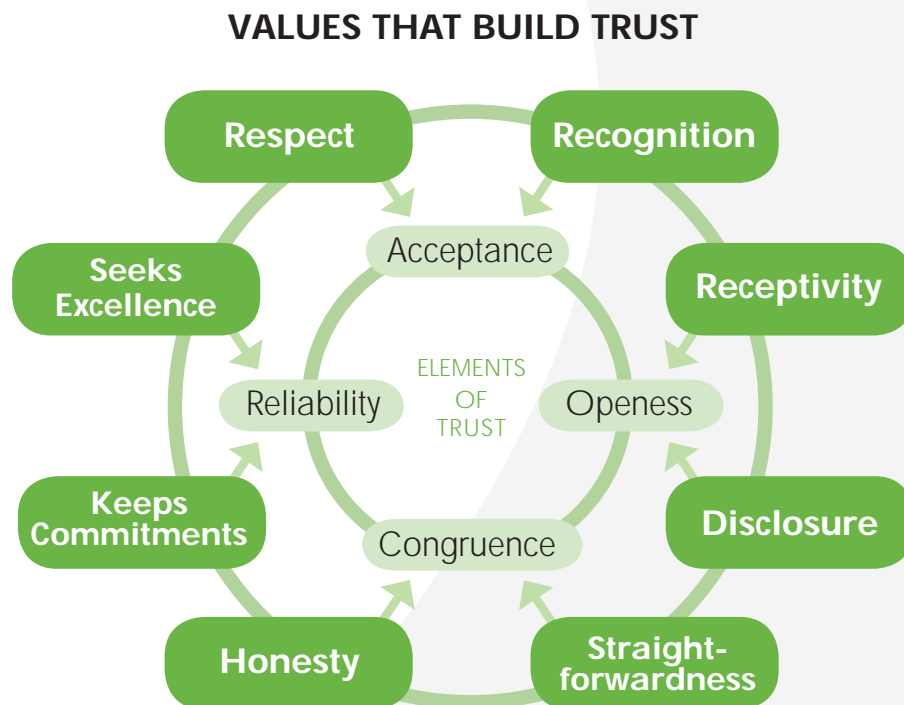 VALUES THAT BUILD TRUST
Respect
Recognition
Acceptance
Seeks
Excellence
Receptivity
ELEMENTS
OF
TRUST
Reliability
Openess
Keeps
Commitments
Disclosure
Congruence
Honesty
Straight-
forwardness